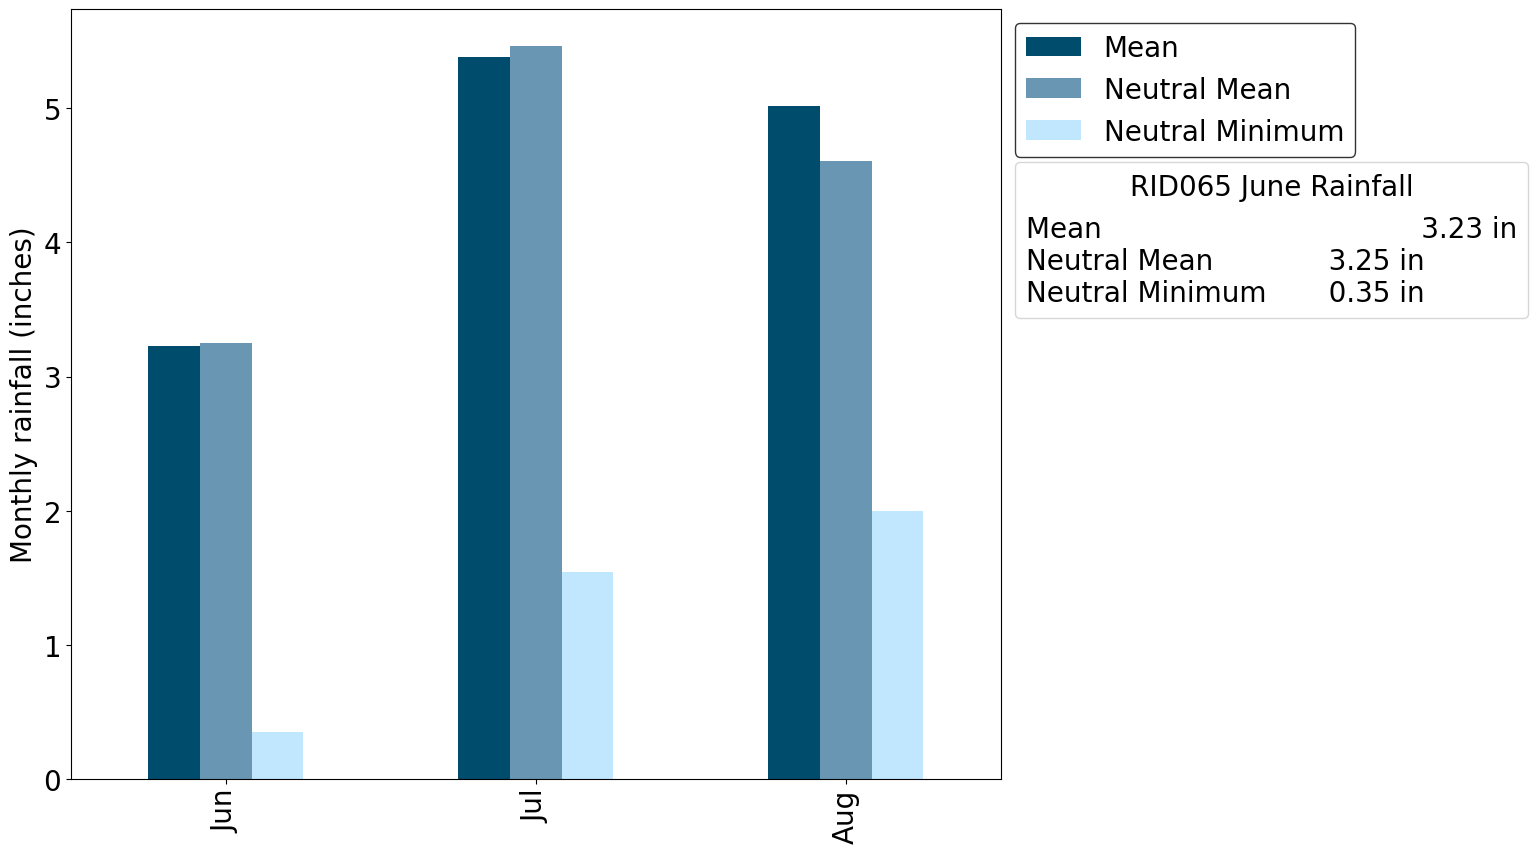 Monthly rainfall (inches)
5
4
3
2
1
0
Jun
Jul
Aug
Mean
Neutral Mean
Neutral Minimum
RID065 June Rainfall
Mean 3.23 in
Neutral Mean 3.25 in
Neutral Minimum 0.35 in